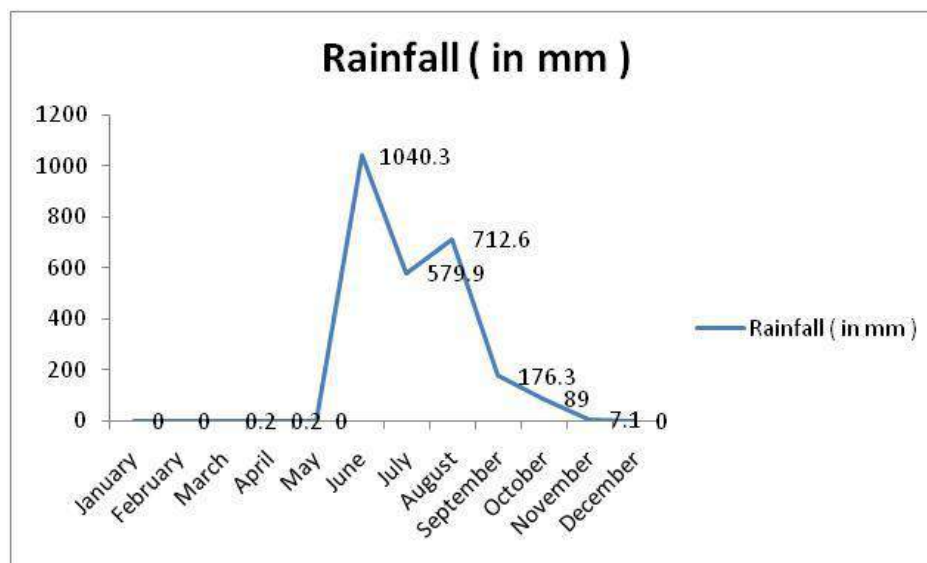 Rainfall ( in mm )
1200
1000
800
600
400
200
0
1040.3
712.6
579.9
176.3
89
0 0 0.2 0.2 0 7.1 0
Rainfall ( in mm )
January
February
March
April
May
June
July
August
September
October
November
December